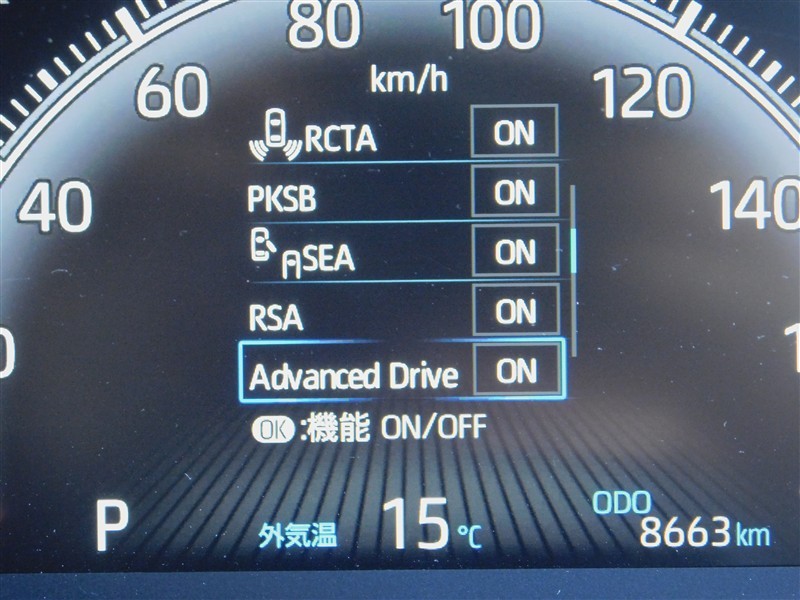 80 100
km/h
60 120
RCTA ON
PKSB ON
40 140
SEA ON
RSA ON
Advanced Drive ON
OK:機能 ON/OFF
P 外気温 15℃ ODO 8663km